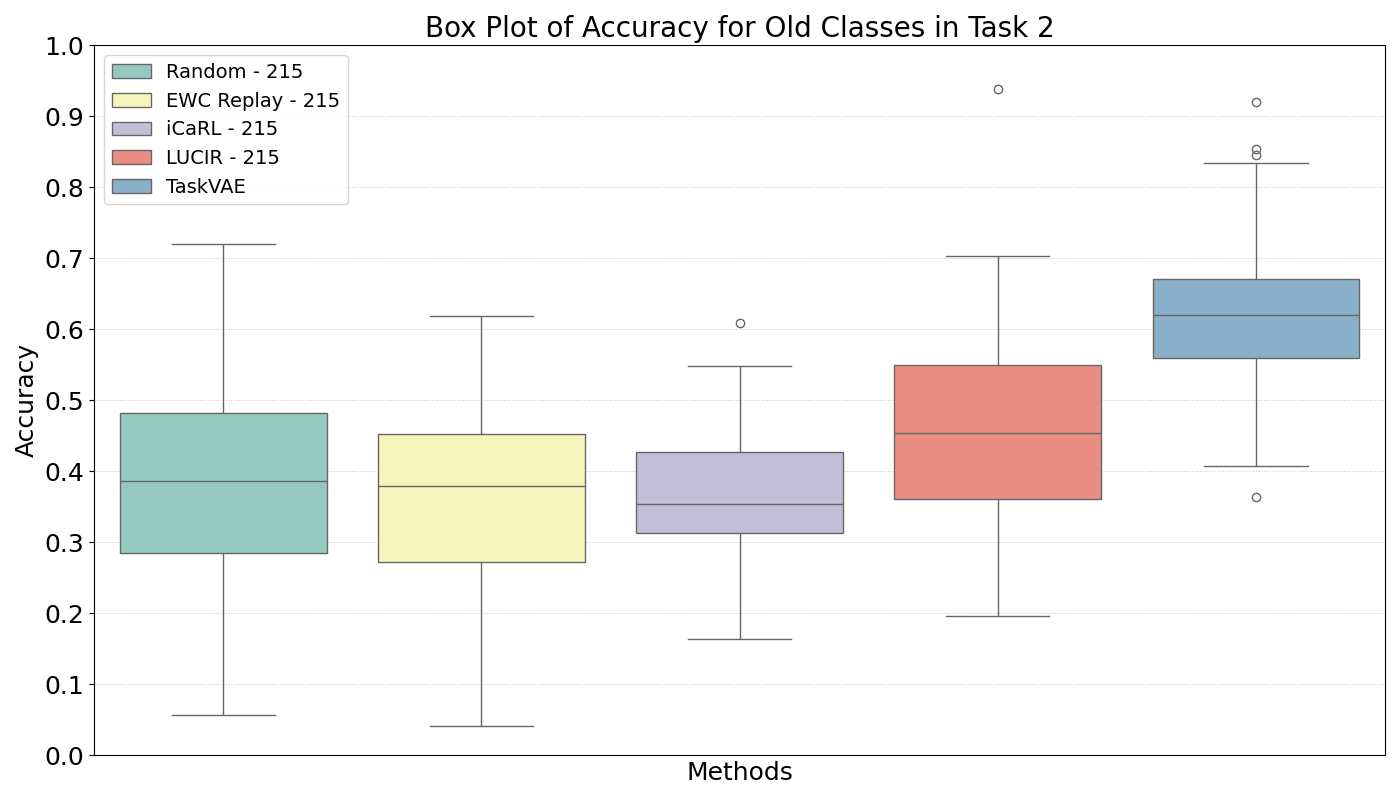 Box Plot of Accuracy for Old Classes in Task 2
1.0
0.9
0.8
0.7
0.6
0.5
0.4
0.3
0.2
0.1
0.0
Accuracy
Random - 215
EWC Replay - 215
iCaRL - 215
LUCIR - 215
TaskVAE
Methods